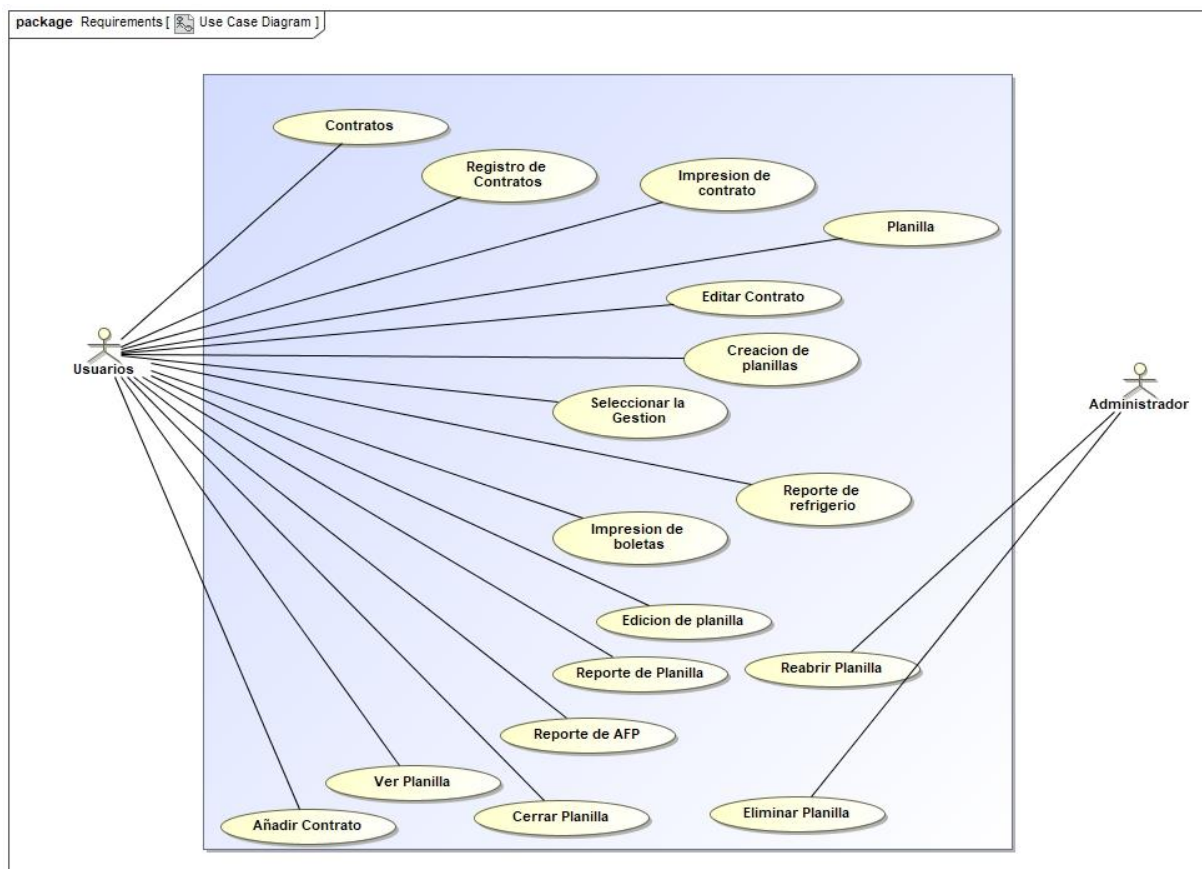 package Requirements [ Use Case Diagram ]
Contratos
Registro de
Contratos
Impresion de
contrato
Planilla
Editar Contrato
Creacion de
planillas
Usuarios
Seleccionar la
Gestion
Administrador
Reporte de
refrigerio
Impresion de
boletas
Edicion de planilla
Reporte de Planilla
Reabrir Planilla
Reporte de AFP
Ver Planilla
Cerrar Planilla
Eliminar Planilla
Añadir Contrato